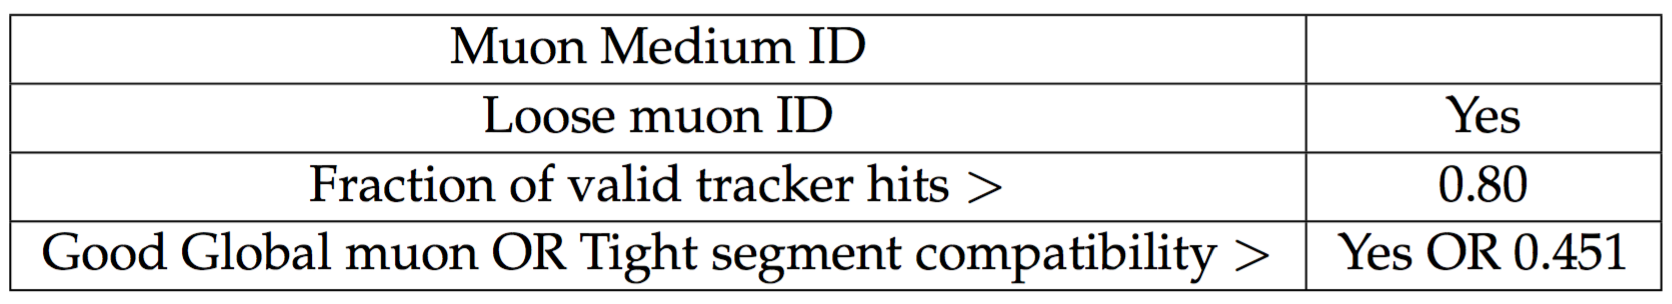 Muon Medium ID
Loose muon ID Yes
Fraction of valid tracker hits > 0.80
Good Global muon OR Tight segment compatibility > Yes OR 0.451